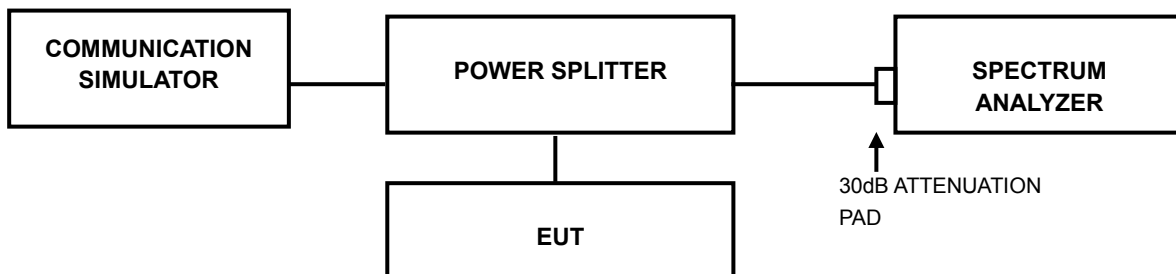 COMMUNICATION
SIMULATOR
POWER SPLITTER
SPECTRUM
ANALYZER
30dB ATTENUATION
PAD
EUT